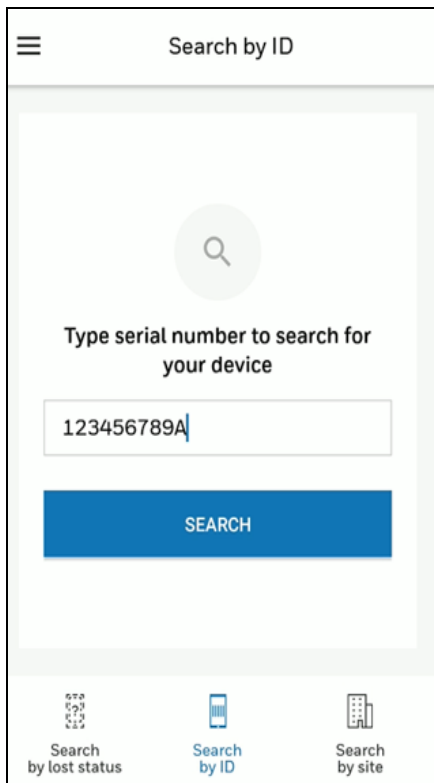 Search by ID
Type serial number to search for
your device
123456789A
SEARCH
Search
by lost status
Search
by ID
Search
by site